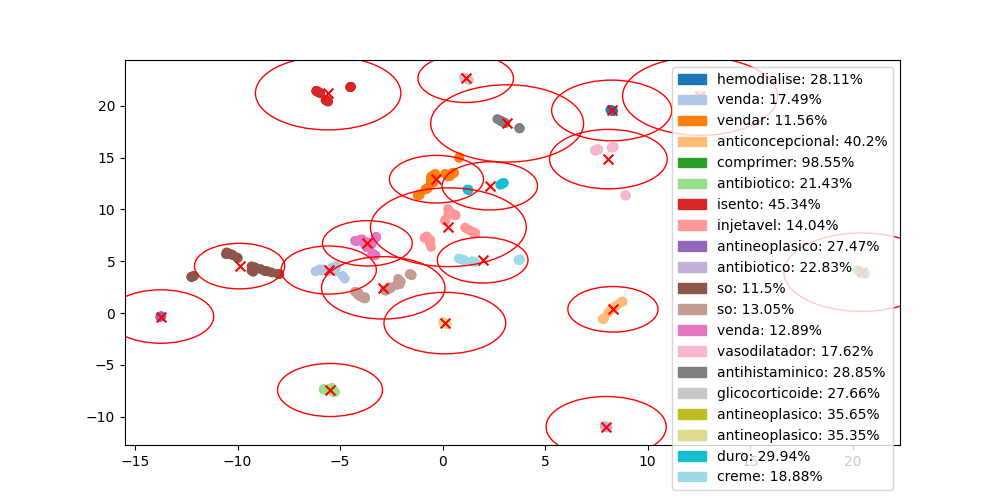 20
15
10
5
0
−5
−10
−15
−10
−5
0
5
10
15
20
hemodialise: 28.11%
venda: 17.49%
vendar: 11.56%
anticoncepcional: 40.2%
comprimer: 98.55%
antibiotico: 21.43%
isento: 45.34%
injetavel: 14.04%
antineoplasico: 27.47%
antibiotico: 22.83%
so: 11.5%
so: 13.05%
venda: 12.89%
vasodilatador: 17.62%
antihistaminico: 28.85%
glicocorticoide: 27.66%
antineoplasico: 35.65%
antineoplasico: 35.35%
duro: 29.94%
creme: 18.88%